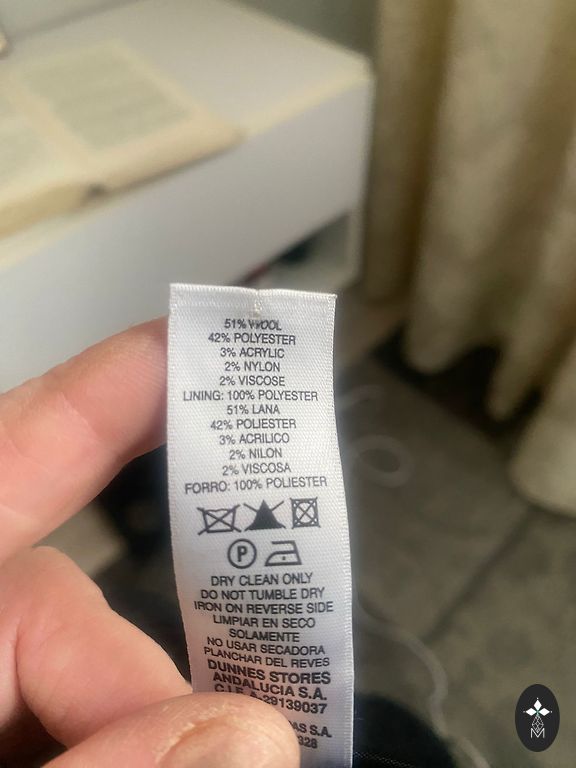 51% WOOL
42% POLYESTER
3% ACRYLIC
2% NYLON
2% VISCOSE
LINING: 100% POLYESTER
51% LANA
42% POLIESTER
3% ACRILICO
2% NILON
2% VISCOSA
FORRO: 100% POLIESTER
P
DRY CLEAN ONLY
DO NOT TUMBLE DRY
IRON ON REVERSE SIDE
LIMPIAR EN SECO
SOLAMENTE
NO USAR SECADORA
PLANCHAR DEL REVES
DUNNES STORES
ANDALUCIA S.A.
C.I.F. A-29139037
S.A.
328
M